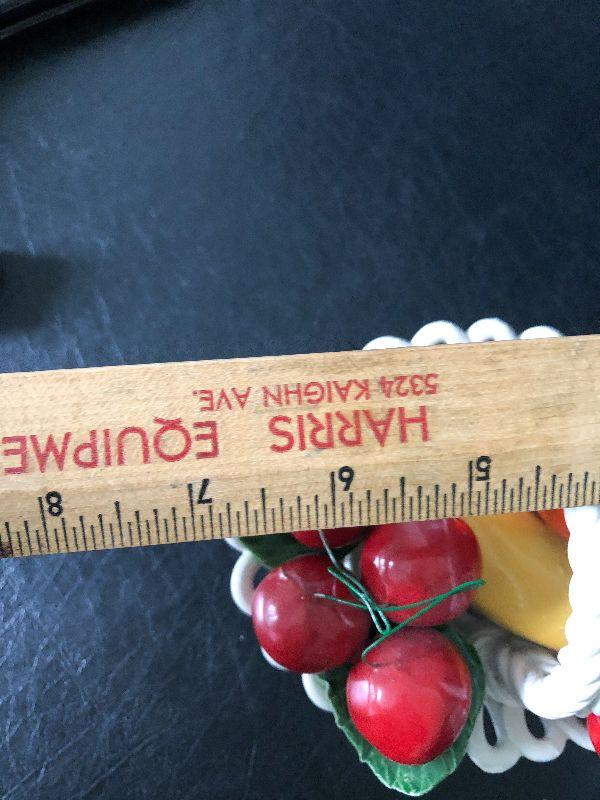 HARRIS EQUIPME
5324 KAIGHN AVE.
5 6 7 8